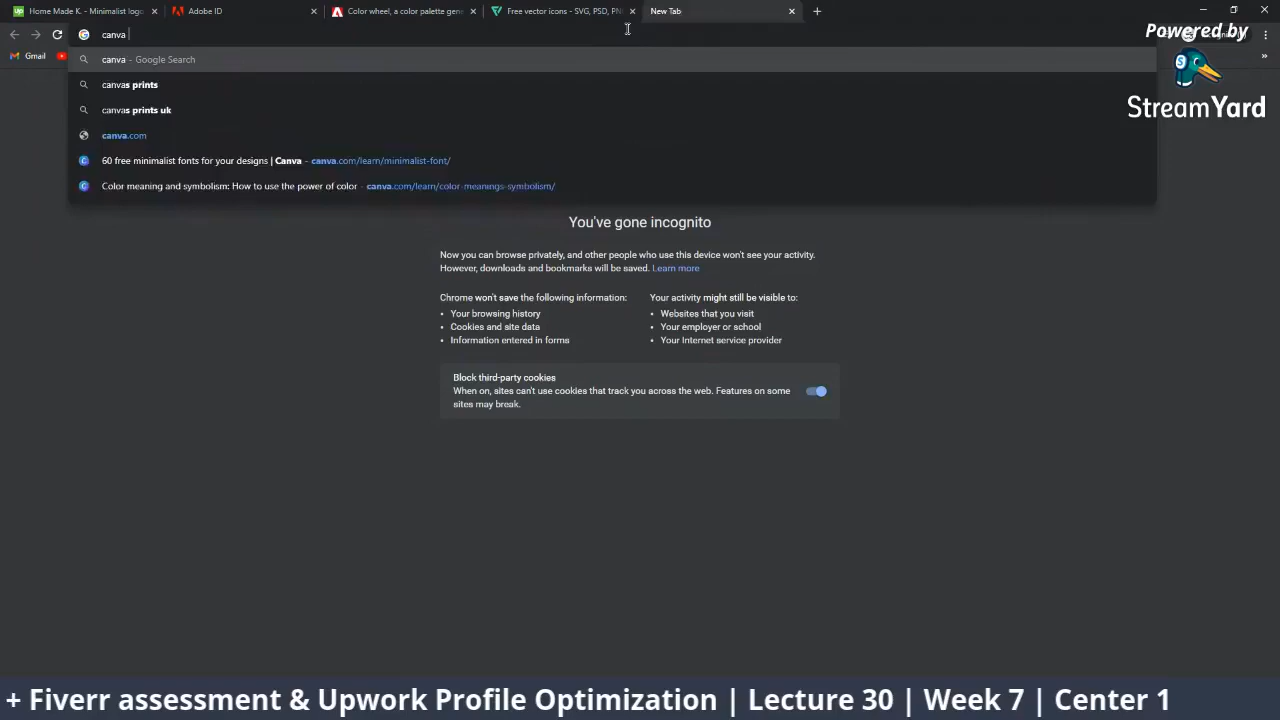 Home Made K. - Minimalist logo
Adobe ID
Color wheel, a color palette gene
Free vector icons - SVG, PSD, PN
New Tab
canva
Powered by
StreamYard
Gmail
canva - Google Search
canvas prints
canvas prints uk
canva.com
60 free minimalist fonts for your designs | Canva - canva.com/learn/minimalist-font/
Color meaning and symbolism: How to use the power of color - canva.com/learn/color-meanings-symbolism/
You've gone incognito
Now you can browse privately, and other people who use this device won't see your activity.
However, downloads and bookmarks will be saved. Learn more
Chrome won't save the following information:
• Your browsing history
• Cookies and site data
• Information entered in forms
Your activity might still be visible to:
• Websites that you visit
• Your employer or school
• Your Internet service provider
Block third-party cookies
When on, sites can't use cookies that track you across the web. Features on some
sites may break.
+ Fiverr assessment & Upwork Profile Optimization | Lecture 30 | Week 7 | Center 1